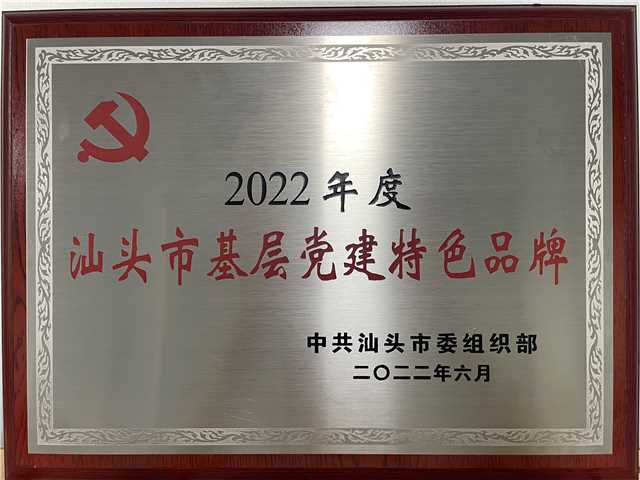 2022年度
汕头市基层党建特色品牌
中共汕头市委组织部
二〇二二年六月